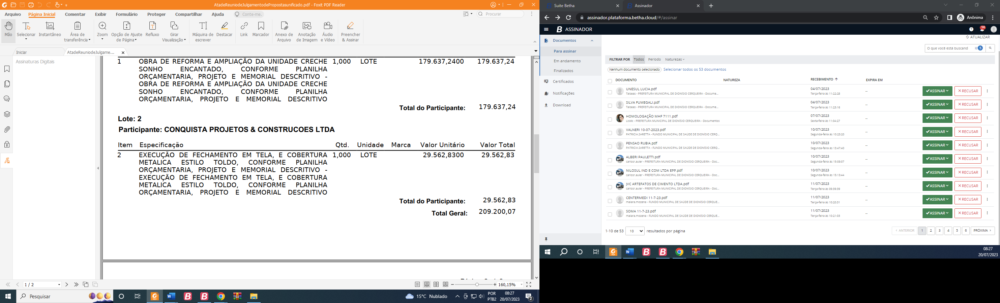 AtadeReuniodeJulgamentodePropostasunificado.pdf - Foxit PDF Reader
Arquivo Página Inicial Comentar Exibir Formulário Proteger Compartilhar Ajuda Conte-me. Procurar
Mão Selecionar Instantâneo Área de transferência Zoom Opção de Ajuste de Página Refluxo Girar Visualização Máquina de escrever Destacar Link Marcador Anexo de Arquivo Anotação de Imagem Áudio e Vídeo Preencher & Assinar
Iniciar AtadeReuniodeJulgame...
Assinaturas Digitais
1 OBRA DE REFORMA E AMPLIAÇÃO DA UNIDADE CRECHE 1,000 LOTE 179.637,2400 179.637,24
SONHO ENCANTADO, CONFORME PLANILHA
ORÇAMENTARIA, PROJETO E MEMORIAL DESCRITIVO -
OBRA DE REFORMA E AMPLIAÇÃO DA UNIDADE CRECHE
SONHO ENCANTADO, CONFORME PLANILHA
ORÇAMENTARIA, PROJETO E MEMORIAL DESCRITIVO
Total do Participante: 179.637,24
Lote: 2
Participante: CONQUISTA PROJETOS & CONSTRUCOES LTDA
Item Especificação Qtd. Unidade Marca Valor Unitário Valor Total
2 EXECUÇÃO DE FECHAMENTO EM TELA, E COBERTURA 1,000 LOTE 29.562,8300 29.562,83
METALICA ESTILO TOLDO, CONFORME PLANILHA
ORÇAMENTARIA, PROJETO E MEMORIAL DESCRITIVO -
EXECUÇÃO DE FECHAMENTO EM TELA, E COBERTURA
METALICA ESTILO TOLDO, CONFORME PLANILHA
ORÇAMENTARIA, PROJETO E MEMORIAL DESCRITIVO
Total do Participante: 29.562,83
Total Geral: 209.200,07
1 / 2 160,15%
Pesquisar 15°C Nublado POR PTB2 08:27 20/07/2023 2
Suite Betha Assinador
assinador.plataforma.betha.cloud/#/assinar Anônima
B ASSINADOR 14
Documentos
Para assinar
Em andamento
Finalizados
Certificados
Notificações
Download
ATUALIZAR
O que você está buscand 5
FILTRAR POR Todos Período Naturezas
Nenhum documento selecionado Selecionar todos os 53 documentos
DOCUMENTO NATUREZA RECEBIMENTO EXPIRA EM
UNESUL LUCIA.pdf 04/07/2023 -- ASSINAR RECUSAR
Taiseas - PREFEITURA MUNICIPAL DE DIONÍSIO CERQUEIRA - Docume... Terça-feira às 11:22:28
SILVA FUMEGALI.pdf 04/07/2023 -- ASSINAR RECUSAR
Taiseas - PREFEITURA MUNICIPAL DE DIONÍSIO CERQUEIRA - Docume... Terça-feira às 11:23:16
HOMOLOGAÇÃO MHF 7111.pdf 07/07/2023 -- ASSINAR RECUSAR
Lisidc - PREFEITURA MUNICIPAL DE DIONÍSIO CERQUEIRA - Documentos Sexta-feira às 11:04:27
VALNERI 10-07-2023.pdf 10/07/2023 -- ASSINAR RECUSAR
PATRICIA.SARETTA - FUNDO MUNICIPAL DE SAÚDE DE DIONÍSIO CERQ... Segunda-feira às 10:23:20
PENSAO RUBIA.pdf 10/07/2023 -- ASSINAR RECUSAR
PATRICIA.SARETTA - FUNDO MUNICIPAL DE SAÚDE DE DIONÍSIO CERQ... Segunda-feira às 13:47:40
ALBERI PAULETTI.pdf 10/07/2023 -- ASSINAR RECUSAR
carlosr.auler - PREFEITURA MUNICIPAL DE DIONÍSIO CERQUEIRA - Doc... Segunda-feira às 15:08:07
NILOSUL IND E COM LTDA EPP.pdf 10/07/2023 -- ASSINAR RECUSAR
carlosr.auler - PREFEITURA MUNICIPAL DE DIONÍSIO CERQUEIRA - Doc... Segunda-feira às 15:13:44
JVC ARTEFATOS DE CIMENTO LTDA.pdf 11/07/2023 -- ASSINAR RECUSAR
carlosr.auler - PREFEITURA MUNICIPAL DE DIONÍSIO CERQUEIRA - Doc... Terça-feira às 09:39:39
CENTERMEDI 11-7-23.pdf 11/07/2023 -- ASSINAR RECUSAR
maiara.mozena - FUNDO MUNICIPAL DE SAÚDE DE DIONÍSIO CERQUE... Terça-feira às 10:20:31
SOMA 11-7-23.pdf 11/07/2023 -- ASSINAR RECUSAR
maiara.mozena - FUNDO MUNICIPAL DE SAÚDE DE DIONÍSIO CERQUE... Terça-feira às 10:21:03
1-10 de 53 10 resultados por página ANTERIOR 1 2 3 4 5 6 PRÓXIMA
08:27
20/07/2023